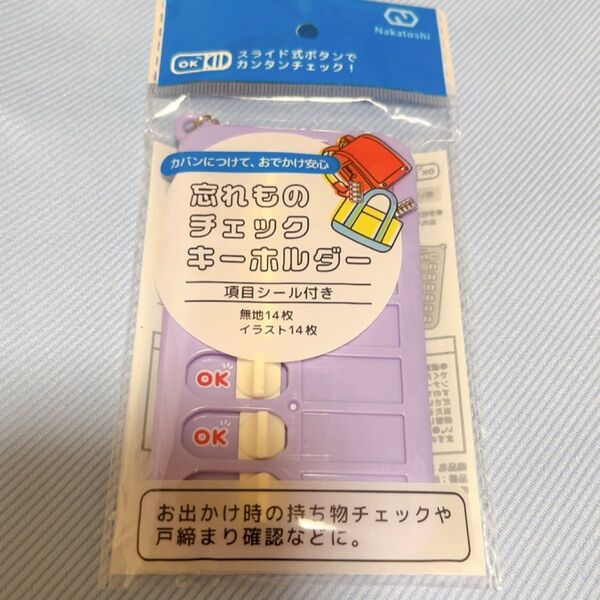 Nakatoshi
OK
スライド式ボタンで
カンタンチェック!
カバンにつけて、おでかけ安心
忘れもの
チェック
キーホルダー
項目シール付き
無地14枚
イラスト14枚
OK
OK
お出かけ時の持ち物チェックや
戸締まり確認などに。